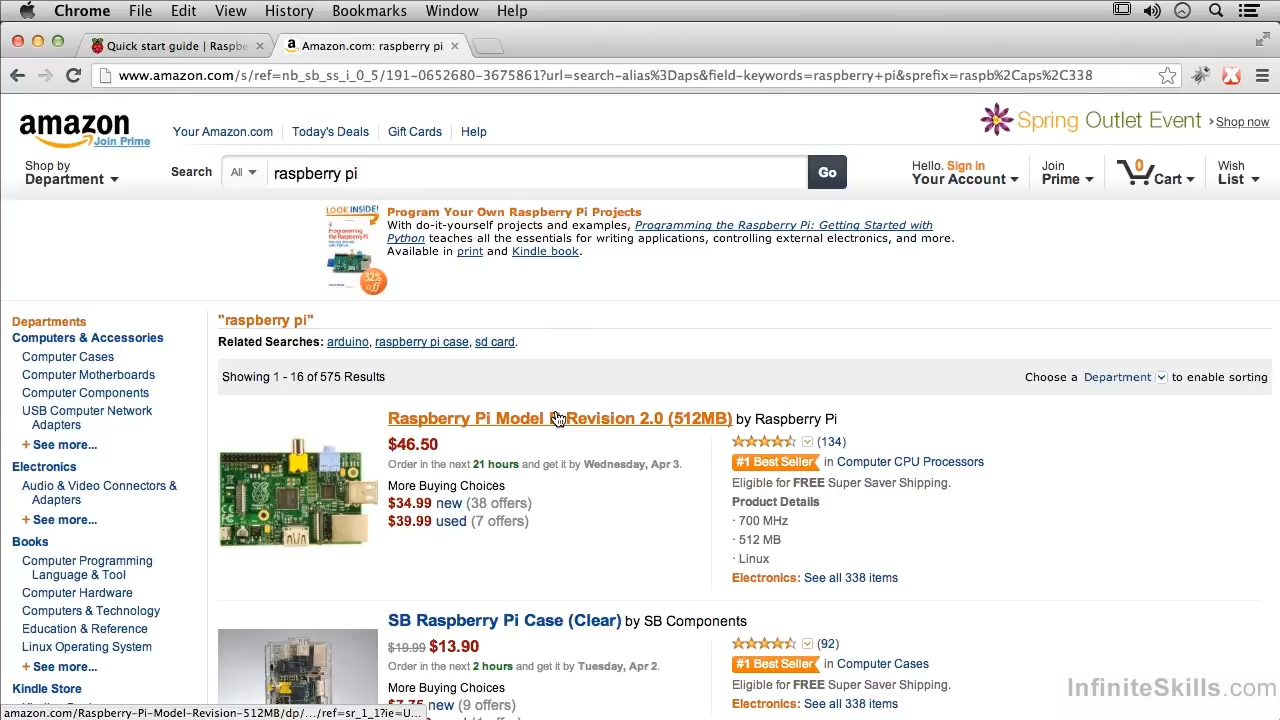 Chrome File Edit View History Bookmarks Window Help
Quick start guide | Raspbe
Amazon.com: raspberry pi
www.amazon.com/s/ref=nb_sb_ss_i_0_5/191-0652680-3675861?url=search-alias%3Daps&field-keywords=raspberry+pi&sprefix=raspb%2Caps%2C338
amazon
Join Prime
Your Amazon.com Today's Deals Gift Cards Help
Spring Outlet Event Shop now
Shop by
Department
Search
All
raspberry pi
Go
Hello. Sign in
Your Account
Join
Prime
0
Cart
Wish
List
LOOK INSIDE!
32% off
Program Your Own Raspberry Pi Projects
With do-it-yourself projects and examples, Programming the Raspberry Pi: Getting Started with
Python teaches all the essentials for writing applications, controlling external electronics, and more.
Available in print and Kindle book.
Departments
Computers & Accessories
Computer Cases
Computer Motherboards
Computer Components
USB Computer Network
Adapters
+ See more...
Electronics
Audio & Video Connectors &
Adapters
+ See more...
Books
Computer Programming
Language & Tool
Computer Hardware
Computers & Technology
Education & Reference
Linux Operating System
+ See more...
Kindle Store
"raspberry pi"
Related Searches: arduino, raspberry pi case, sd card.
Showing 1 - 16 of 575 Results
Choose a Department to enable sorting
Raspberry Pi Model Revision 2.0 (512MB) by Raspberry Pi
$46.50
Order in the next 21 hours and get it by Wednesday, Apr 3.
More Buying Choices
$34.99 new (38 offers)
$39.99 used (7 offers)
(134)
#1 Best Seller in Computer CPU Processors
Eligible for FREE Super Saver Shipping.
Product Details
· 700 MHz
· 512 MB
· Linux
Electronics: See all 338 items
SB Raspberry Pi Case (Clear) by SB Components
$19.99 $13.90
Order in the next 2 hours and get it by Tuesday, Apr 2.
More Buying Choices
$7.75 new (9 offers)
(92)
#1 Best Seller in Computer Cases
Eligible for FREE Super Saver Shipping.
Electronics: See all 338 items
amazon.com/Raspberry-Pi-Model-Revision-512MB/dp/.../ref=sr_1_1?ie=U...
InfiniteSkills.com